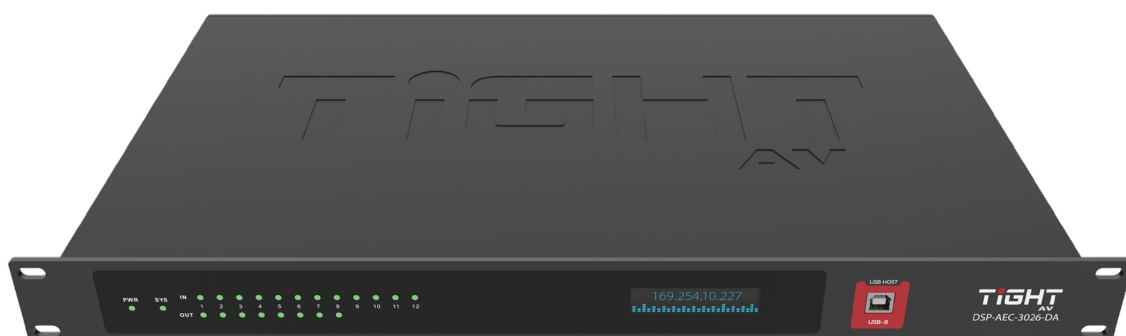 TiGHT
AV
PWR SYS IN
1 2 3 4 5 6 7 8 9 10 11 12
OUT
169.254.10.227
USB HOST
USB-B
TiGHT
AV
DSP-AEC-3026-DA